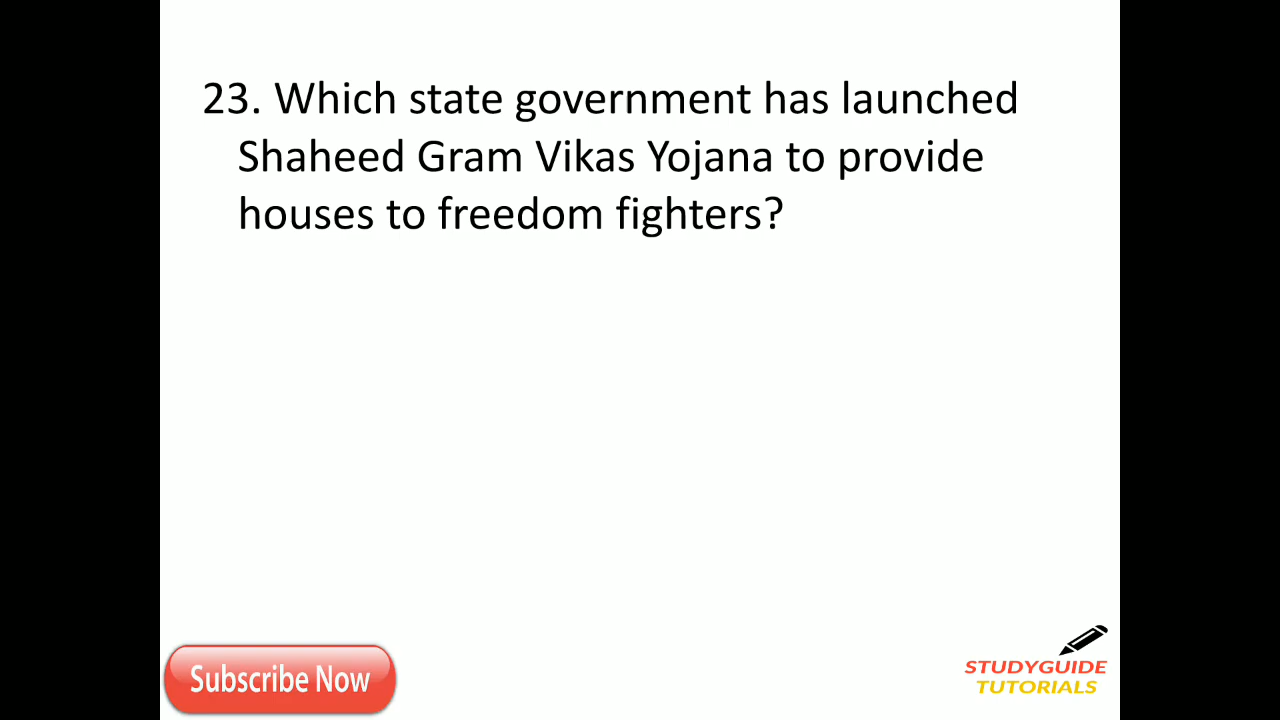 23. Which state government has launched
Shaheed Gram Vikas Yojana to provide
houses to freedom fighters?
Subscribe Now
STUDYGUIDE
TUTORIALS